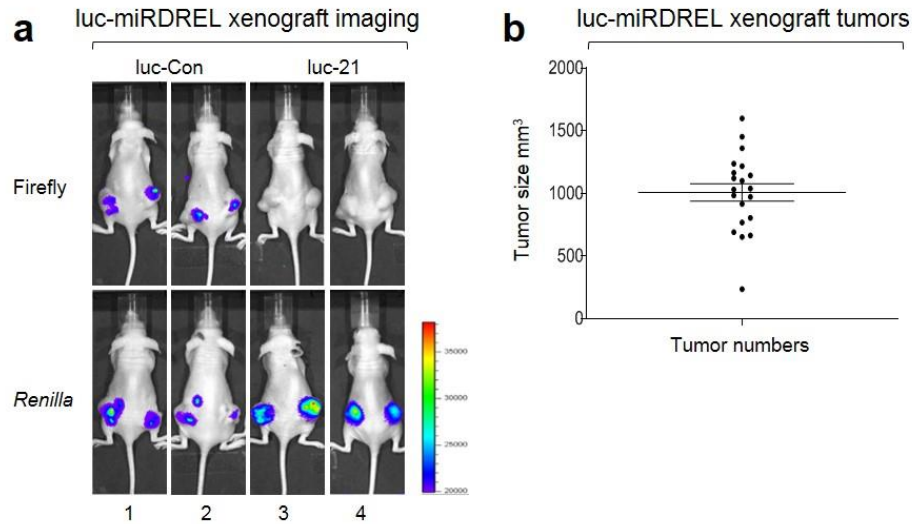 a
luc-miRDREL xenograft imaging
luc-Con
luc-21
Firefly
Renilla
35000
30000
25000
20000
1
2
3
4
b
luc-miRDREL xenograft tumors
2000
1500
1000
500
0
Tumor size mm³
Tumor numbers